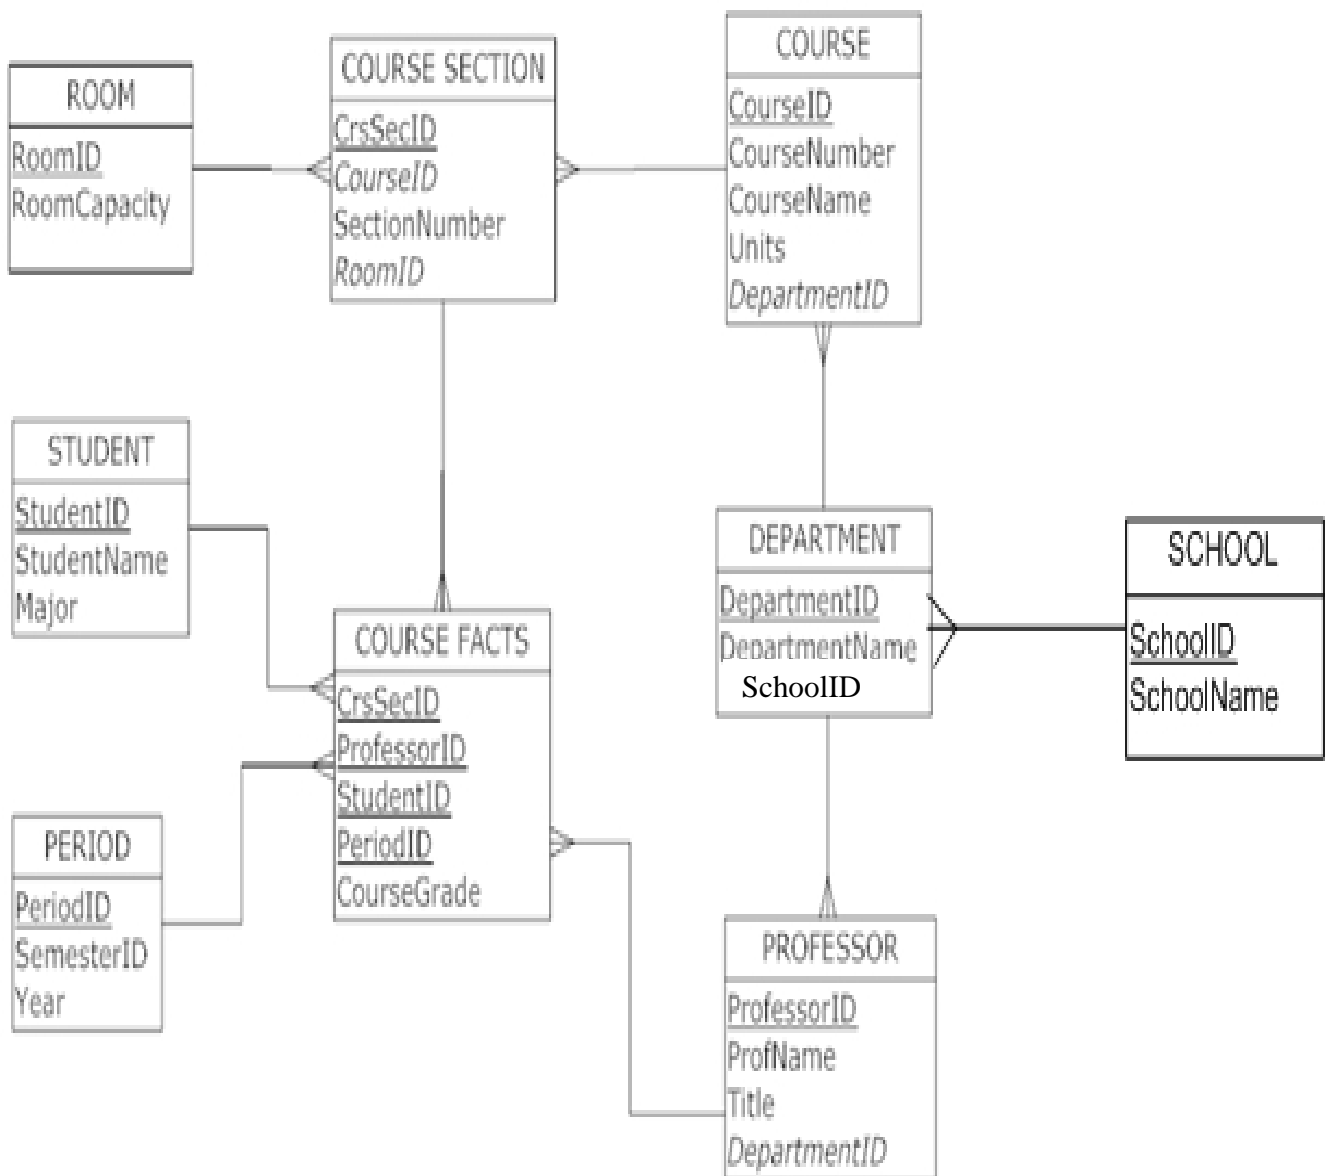 ROOM
RoomID
RoomCapacity
COURSE SECTION
CrsSecID
CourseID
SectionNumber
RoomID
COURSE
CourseID
CourseNumber
CourseName
Units
DepartmentID
STUDENT
StudentID
StudentName
Major
COURSE FACTS
CrsSecID
ProfessorID
StudentID
PeriodID
CourseGrade
DEPARTMENT
DepartmentID
DepartmentName
SchoolID
SCHOOL
SchoolID
SchoolName
PERIOD
PeriodID
SemesterID
Year
PROFESSOR
ProfessorID
ProfName
Title
DepartmentID